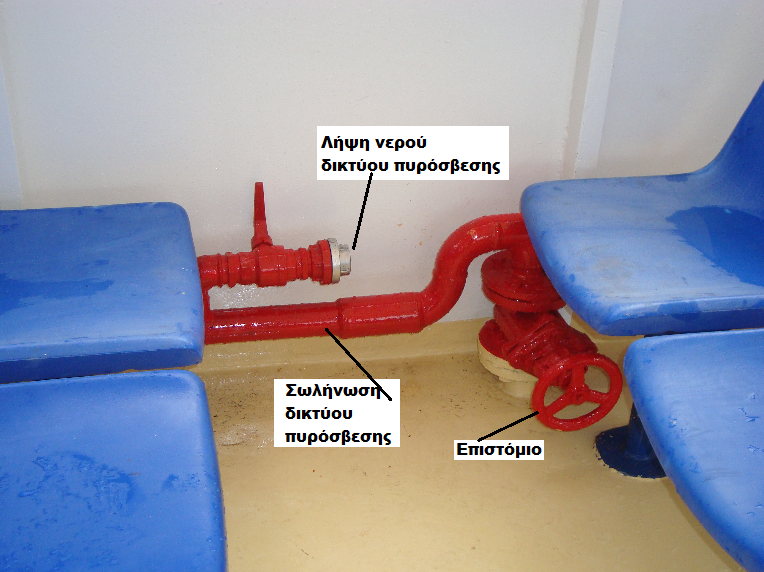 Λήψη νερού
δικτύου πυρόσβεσης
Σωλήνωση
δικτύου
πυρόσβεσης
Επιστόμιο